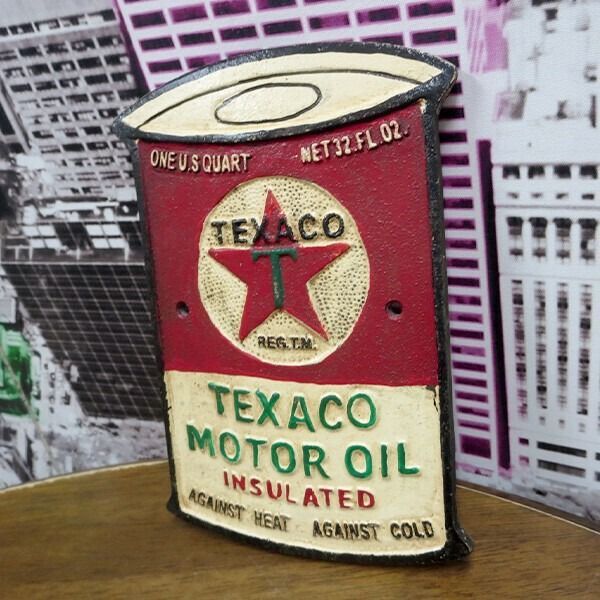 ONE U.S QUART NET 32.FL.OZ.
TEXACO
T
REG.T.M.
TEXACO
MOTOR OIL
INSULATED
AGAINST HEAT AGAINST COLD